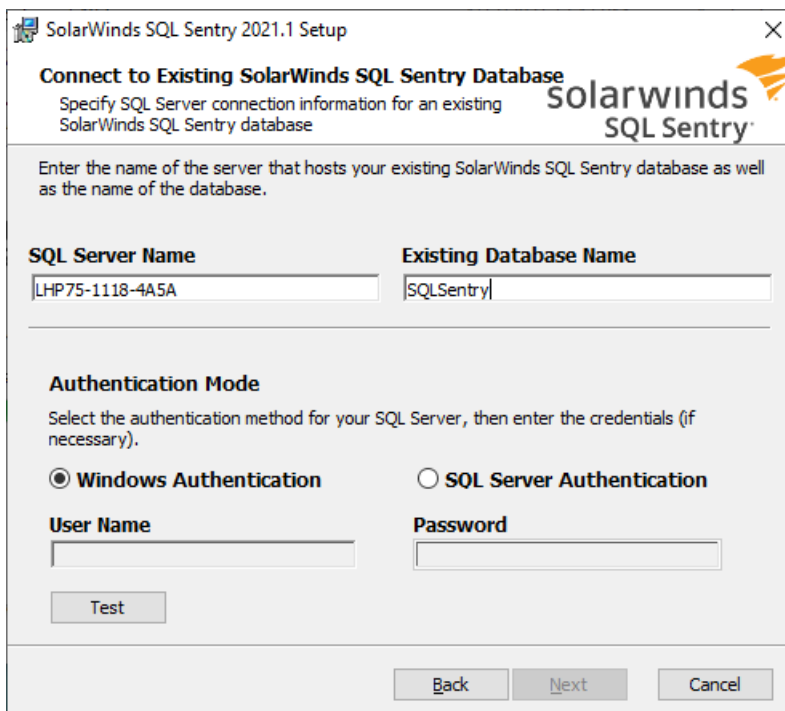 SolarWinds SQL Sentry 2021.1 Setup
Connect to Existing SolarWinds SQL Sentry Database
Specify SQL Server connection information for an existing
SolarWinds SQL Sentry database
solarwinds
SQL Sentry
Enter the name of the server that hosts your existing SolarWinds SQL Sentry database as well
as the name of the database.
SQL Server Name
Existing Database Name
LHP75-1118-4A5A
SQLSentry
Authentication Mode
Select the authentication method for your SQL Server, then enter the credentials (if
necessary).
Windows Authentication
SQL Server Authentication
User Name
Password
Test
Back
Next
Cancel